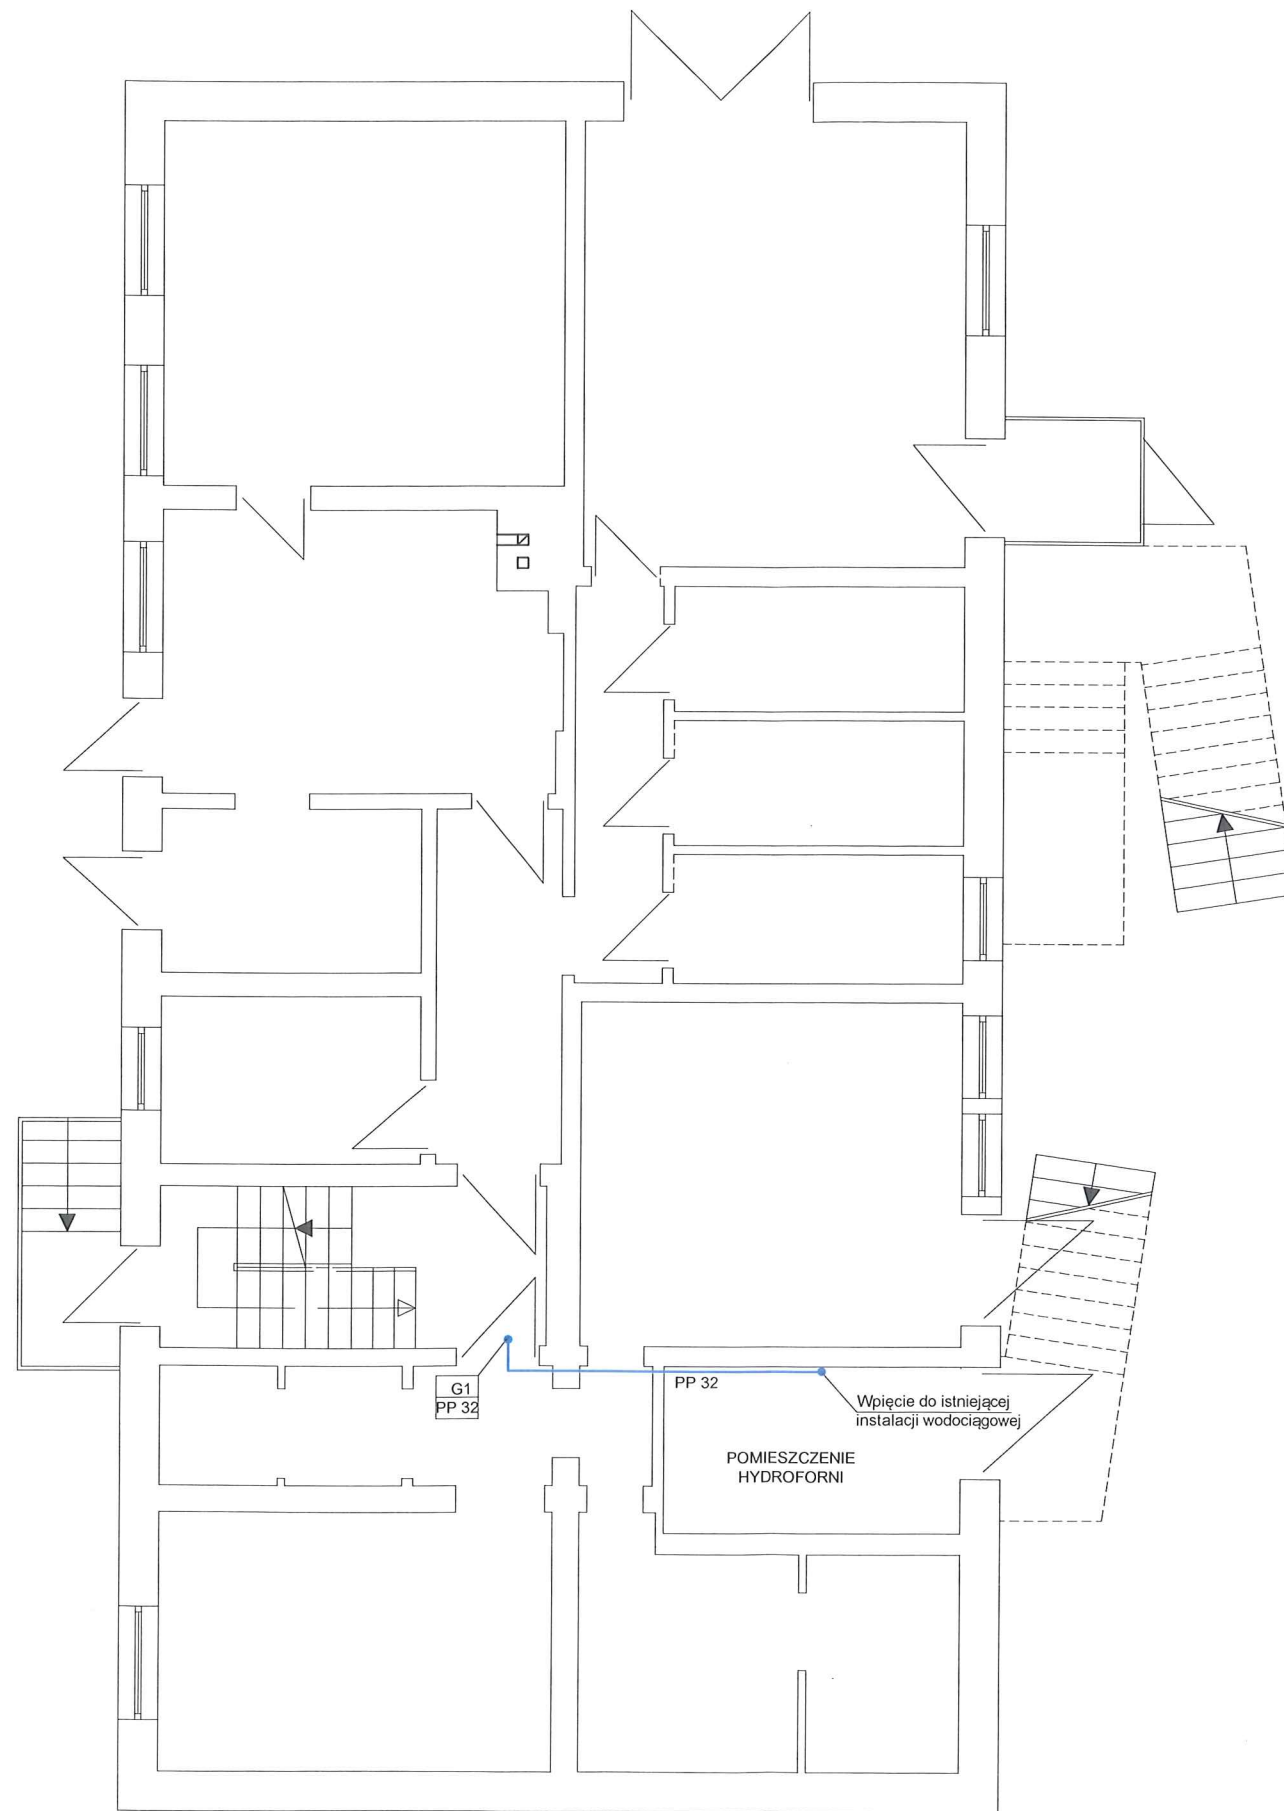 G1
PP 32
PP 32
Wpięcie do istniejącej
instalacji wodociągowej
POMIESZCZENIE
HYDROFORNI